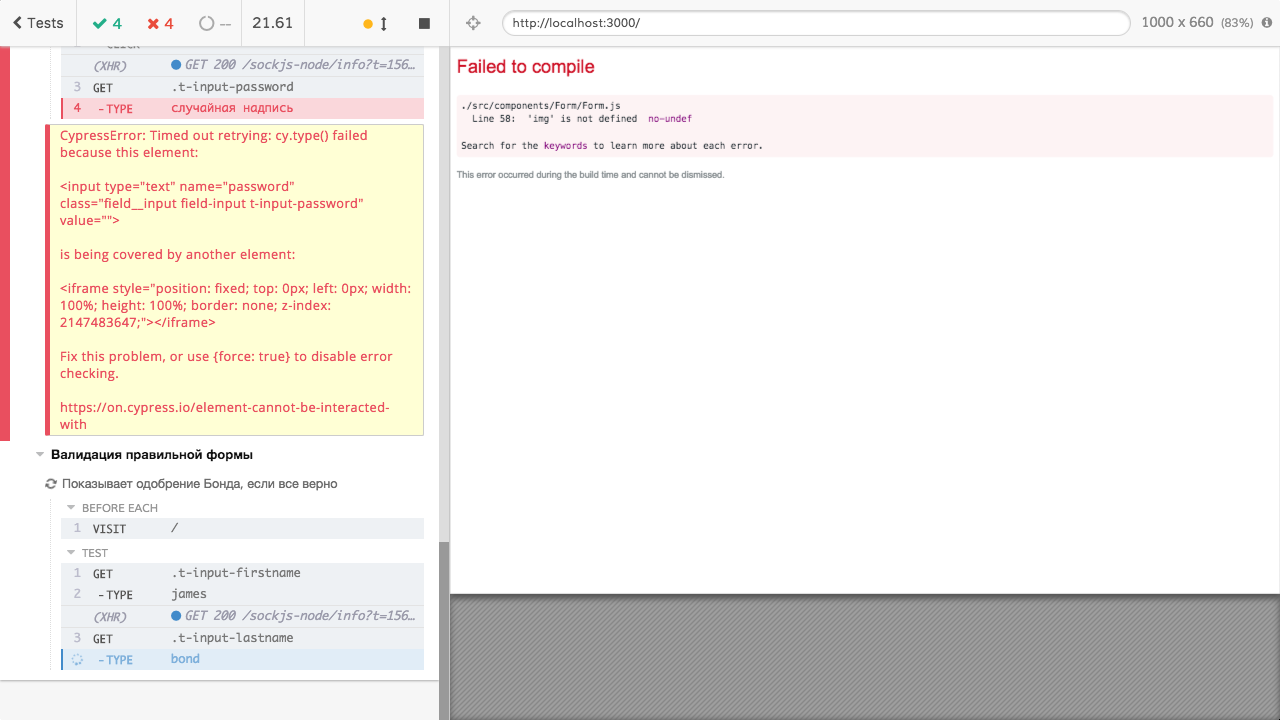 Tests
4
4
--
21.61
http://localhost:3000/
1000 x 660 (83%)
(XHR) GET 200 /sockjs-node/info?t=156…
3 GET .t-input-password
4 -TYPE случайная надпись
CypressError: Timed out retrying: cy.type() failed
because this element:
<input type="text" name="password"
class="field__input field-input t-input-password"
value="">
is being covered by another element:
<iframe style="position: fixed; top: 0px; left: 0px; width:
100%; height: 100%; border: none; z-index:
2147483647;"></iframe>
Fix this problem, or use {force: true} to disable error
checking.
https://on.cypress.io/element-cannot-be-interacted-
with
Валидация правильной формы
Показывает одобрение Бонда, если все верно
BEFORE EACH
1 VISIT /
TEST
1 GET .t-input-firstname
2 -TYPE james
(XHR) GET 200 /sockjs-node/info?t=156…
3 GET .t-input-lastname
-TYPE bond
Failed to compile
./src/components/Form/Form.js
Line 58: 'img' is not defined no-undef
Search for the keywords to learn more about each error.
This error occurred during the build time and cannot be dismissed.